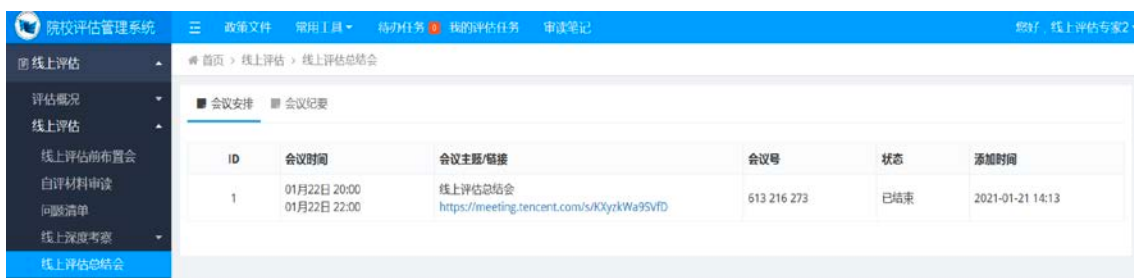 院校评估管理系统
政策文件 常用工具 待办任务 0 我的评估任务 审读笔记
您好，线上评估专家2
线上评估
首页 > 线上评估 > 线上评估总结会
评估概况
会议安排 会议纪要
线上评估
线上评估前布置会
ID 会议时间 会议主题/链接 会议号 状态 添加时间
自评材料审读
1 01月22日 20:00 线上评估总结会 613 216 273 已结束 2021-01-21 14:13
01月22日 22:00 https://meeting.tencent.com/s/KXyzkWa9SVfD
问题清单
线上深度考察
线上评估总结会